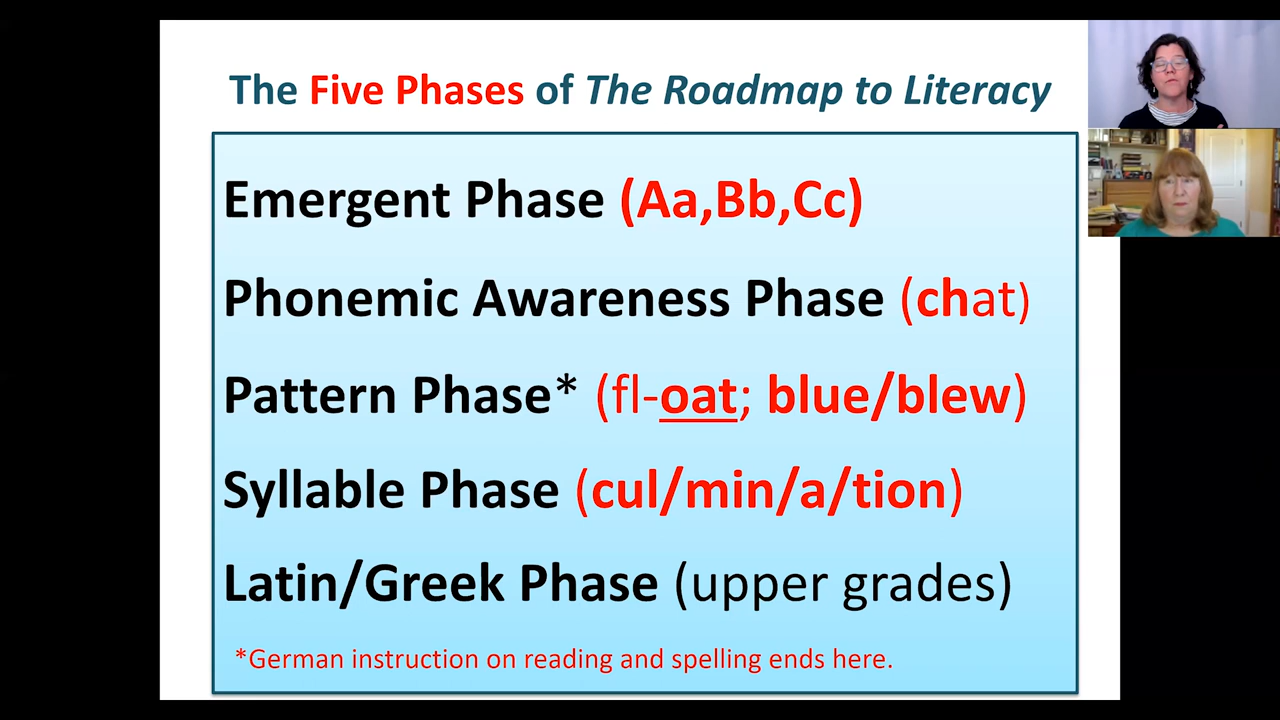 The Five Phases of The Roadmap to Literacy
Emergent Phase (Aa,Bb,Cc)
Phonemic Awareness Phase (chat)
Pattern Phase* (fl-oat; blue/blew)
Syllable Phase (cul/min/a/tion)
Latin/Greek Phase (upper grades)
*German instruction on reading and spelling ends here.